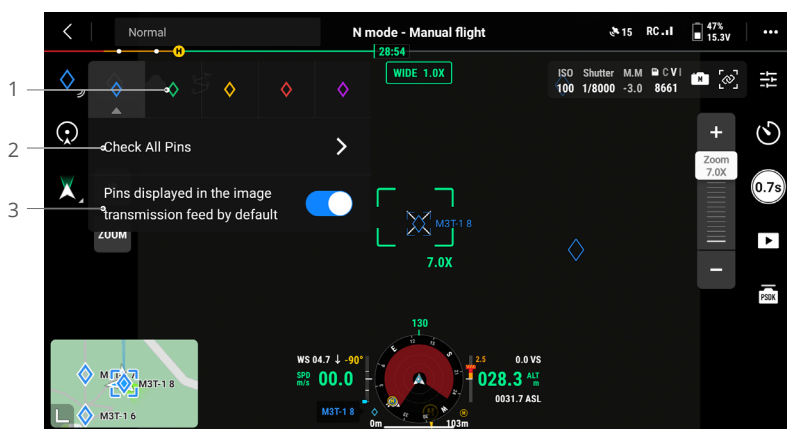 Normal
N mode - Manual flight
15
RC
47%
15.3V
H
28:54
WIDE 1.0X
ISO Shutter M.M C V I
100 1/8000 -3.0 8661
M
1
2
Check All Pins
3
Pins displayed in the image
transmission feed by default
ZOOM
+
Zoom
7.0X
−
0.7s
PSDK
M3T-1 8
7.0X
130
WS 04.7 ↓ -90°
SPD
m/s
00.0
E
S
W
12
15
2.5
0.0 VS
028.3 ALT
m
0031.7 ASL
M3T-1 8
0m
103m
M3T-1 8
M3T-1 6
L